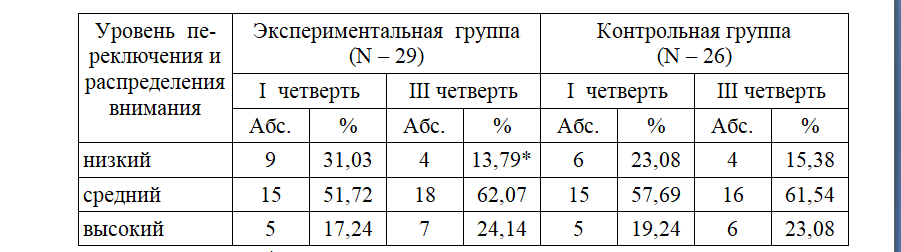 Уровень пе- Экспериментальная группа Контрольная группа
реключения и (N – 29) (N – 26)
распределения I четверть III четверть I четверть III четверть
внимания Абс. % Абс. % Абс. % Абс. %
низкий 9 31,03 4 13,79* 6 23,08 4 15,38
средний 15 51,72 18 62,07 15 57,69 16 61,54
высокий 5 17,24 7 24,14 5 19,24 6 23,08